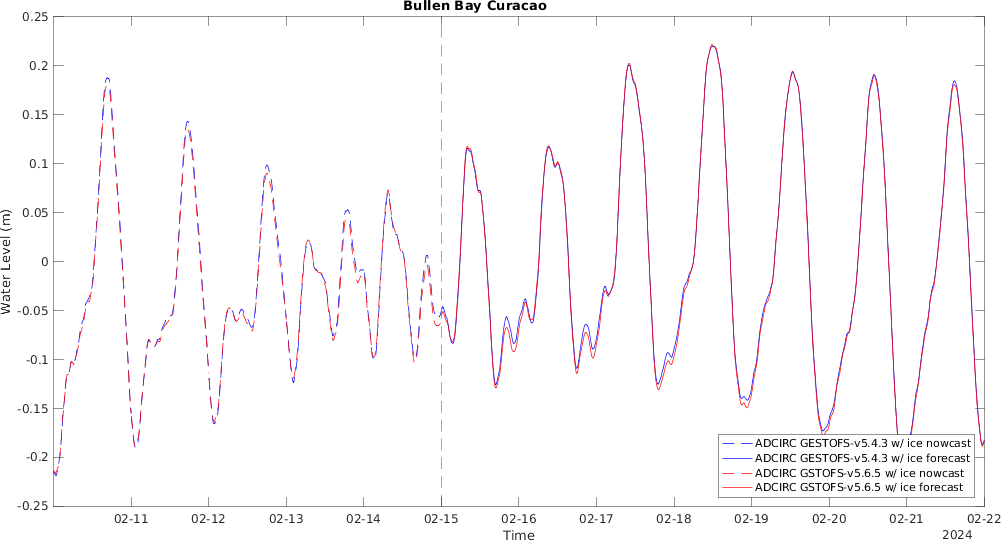 Bullen Bay Curacao
0.25
0.2
0.15
0.1
0.05
0
-0.05
-0.1
-0.15
-0.2
-0.25
Water Level (m)
ADCIRC GESTOFS-v5.4.3 w/ ice nowcast
ADCIRC GESTOFS-v5.4.3 w/ ice forecast
ADCIRC GSTOFS-v5.6.5 w/ ice nowcast
ADCIRC GSTOFS-v5.6.5 w/ ice forecast
02-11 02-12 02-13 02-14 02-15 02-16 02-17 02-18 02-19 02-20 02-21 02-22
Time
2024